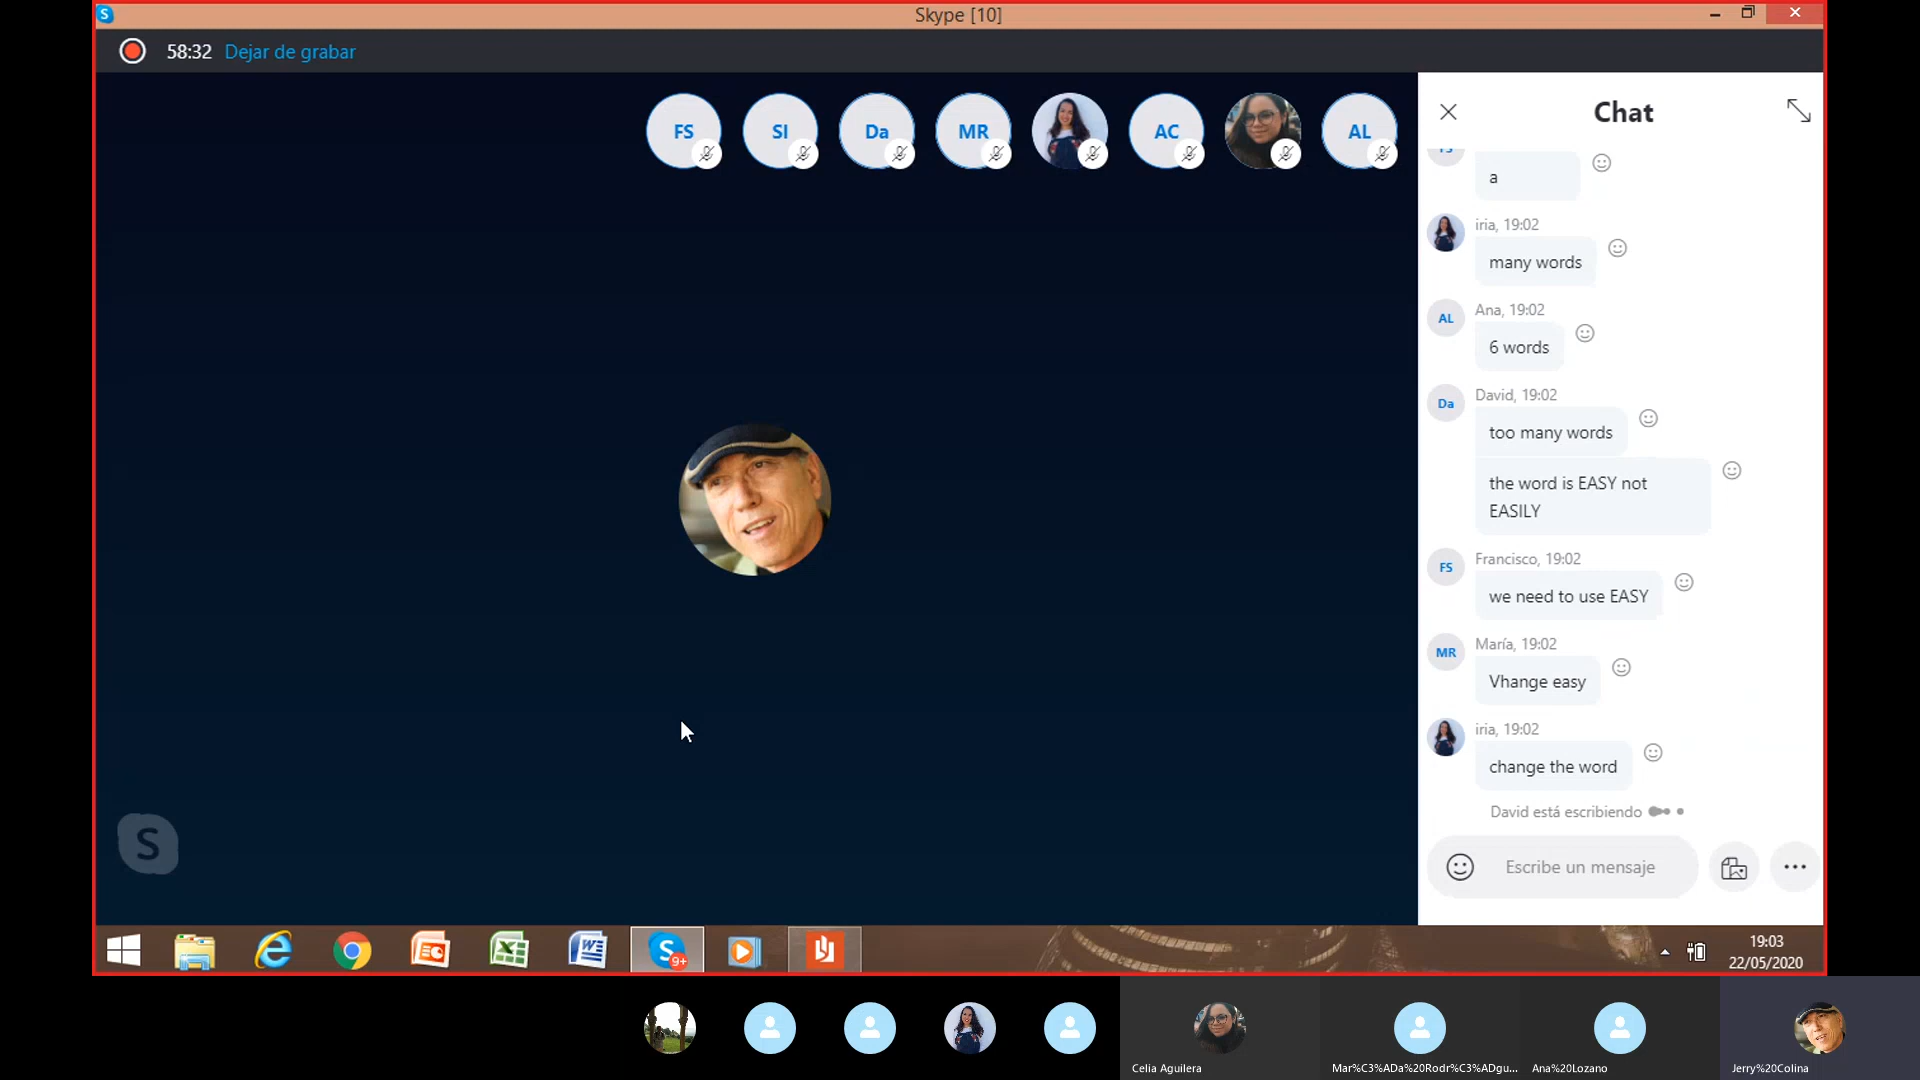 Skype [10]
58:32 Dejar de grabar
FS SI Da MR AC AL
Chat
a
iria, 19:02
many words
AL
Ana, 19:02
6 words
Da
David, 19:02
too many words
the word is EASY not
EASILY
FS
Francisco, 19:02
we need to use EASY
MR
María, 19:02
Vhange easy
iria, 19:02
change the word
David está escribiendo
Escribe un mensaje
9+
19:03
22/05/2020
Celia Aguilera
Mar%C3%ADa%20Rodr%C3%ADgu...
Ana%20Lozano
Jerry%20Colina